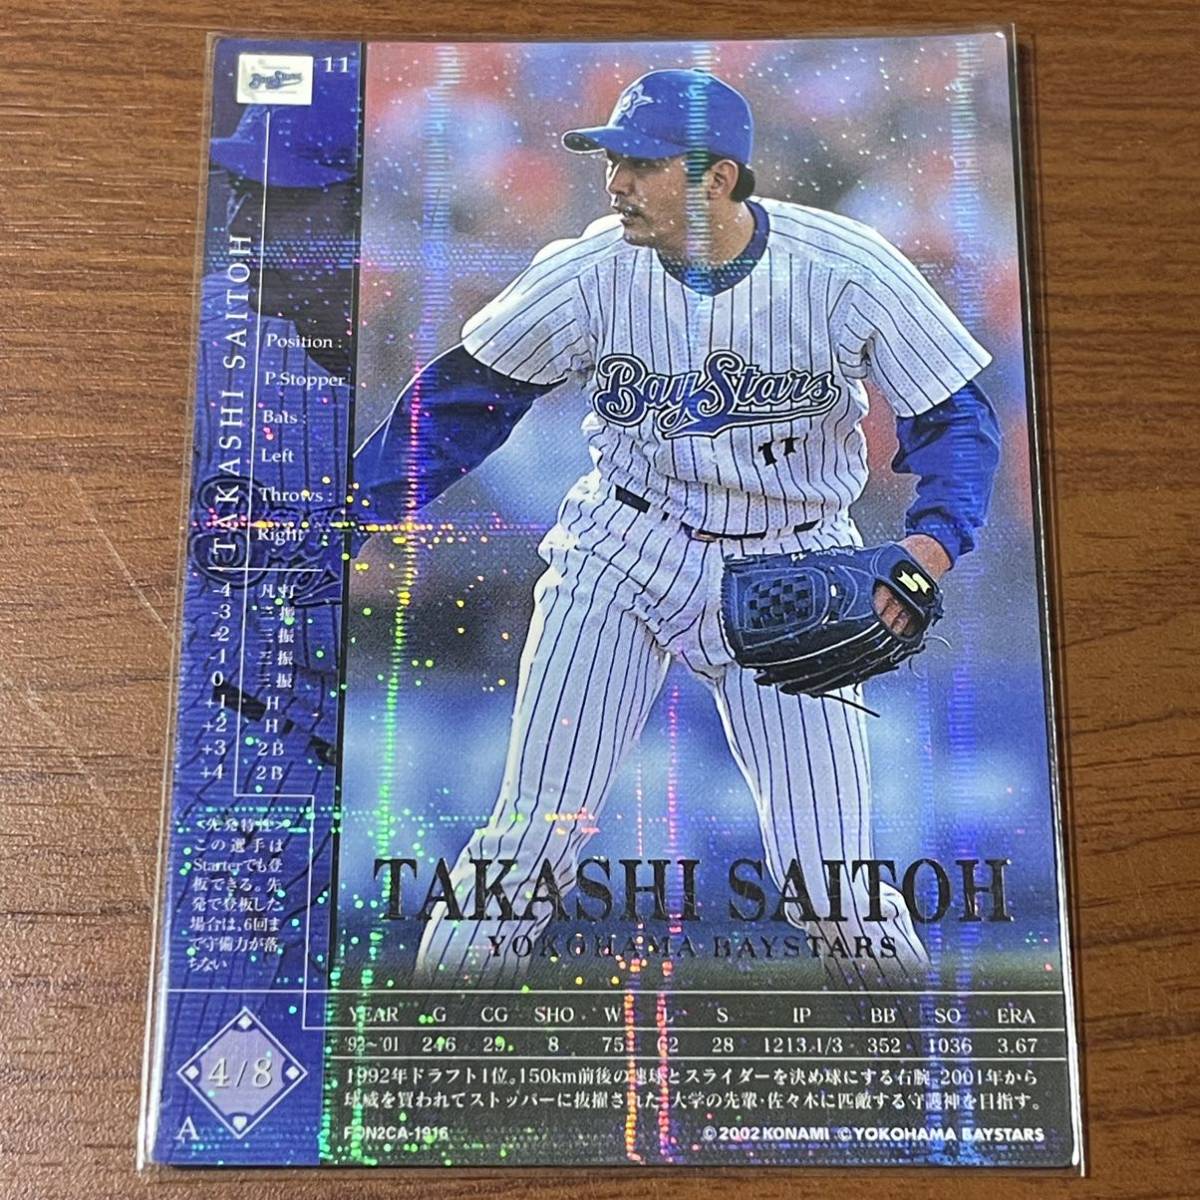 BayStars
11
TAKASHI SAITOH
Position :
P.Stopper
Bats :
Left
Throws :
Right
-4 凡打
-3 三振
-2 三振
-1 三振
0 三振
+1 H
+2 H
+3 2B
+4 2B
<先発特性>
この選手は
Starterでも登
板できる。先
発で登板した
場合は、6回ま
で守備力が落
ちない
4/8
A
BayStars
11
TAKASHI SAITOH
YOKOHAMA BAYSTARS
YEAR G CG SHO W L S IP BB SO ERA
'92~'01 246 29 8 75 62 28 1213.1/3 352 1036 3.67
1992年ドラフト1位。150km前後の速球とスライダーを決め球にする右腕。2001年から
球威を買われてストッパーに抜擢された。大学の先輩・佐々木に匹敵する守護神を目指す。
©2002 KONAMI ©YOKOHAMA BAYSTARS